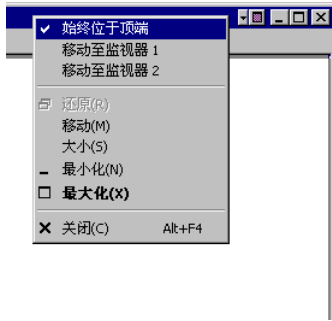 始终位于顶端
移动至监视器 1
移动至监视器 2
还原(R)
移动(M)
大小(S)
最小化(N)
最大化(X)
关闭(C) Alt+F4